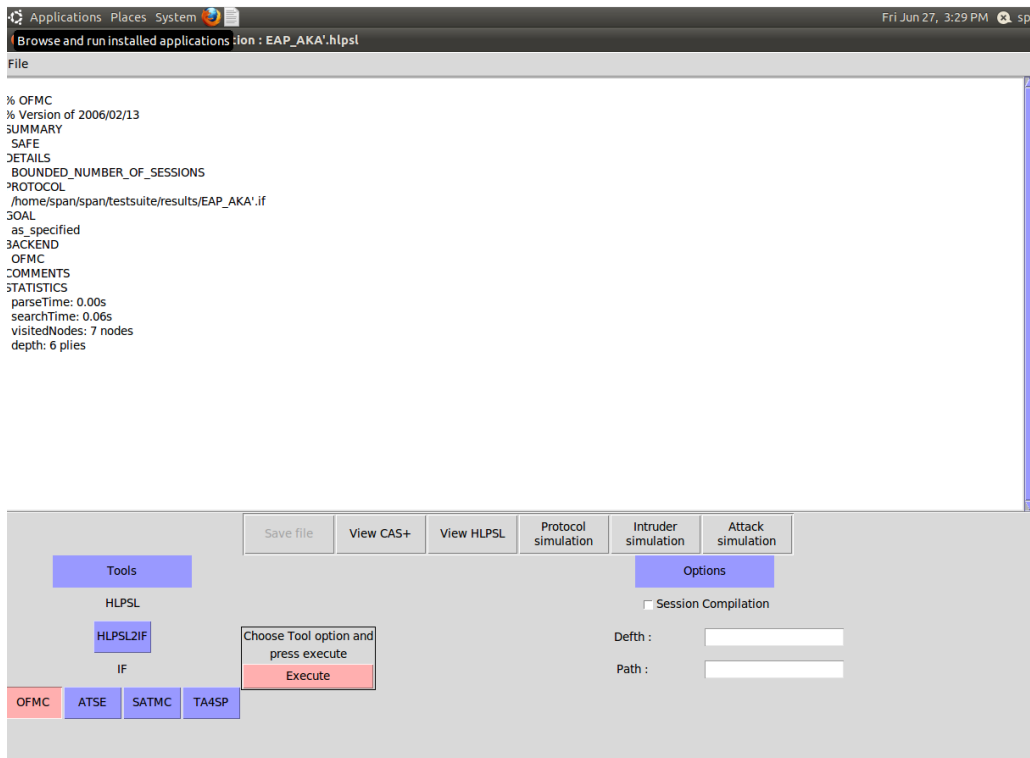 Applications Places System
Fri Jun 27, 3:29 PM
sp
Browse and run installed applications
tion : EAP_AKA'.hlpsl
File
% OFMC
% Version of 2006/02/13
SUMMARY
SAFE
DETAILS
BOUNDED_NUMBER_OF_SESSIONS
PROTOCOL
/home/span/span/testsuite/results/EAP_AKA'.if
GOAL
as_specified
BACKEND
OFMC
COMMENTS
STATISTICS
parseTime: 0.00s
searchTime: 0.06s
visitedNodes: 7 nodes
depth: 6 plies
Save file
View CAS+
View HLPSL
Protocol
simulation
Intruder
simulation
Attack
simulation
Tools
Options
HLPSL
Session Compilation
HLPSL2IF
Choose Tool option and
press execute
Execute
Defth :
IF
Path :
OFMC
ATSE
SATMC
TA4SP